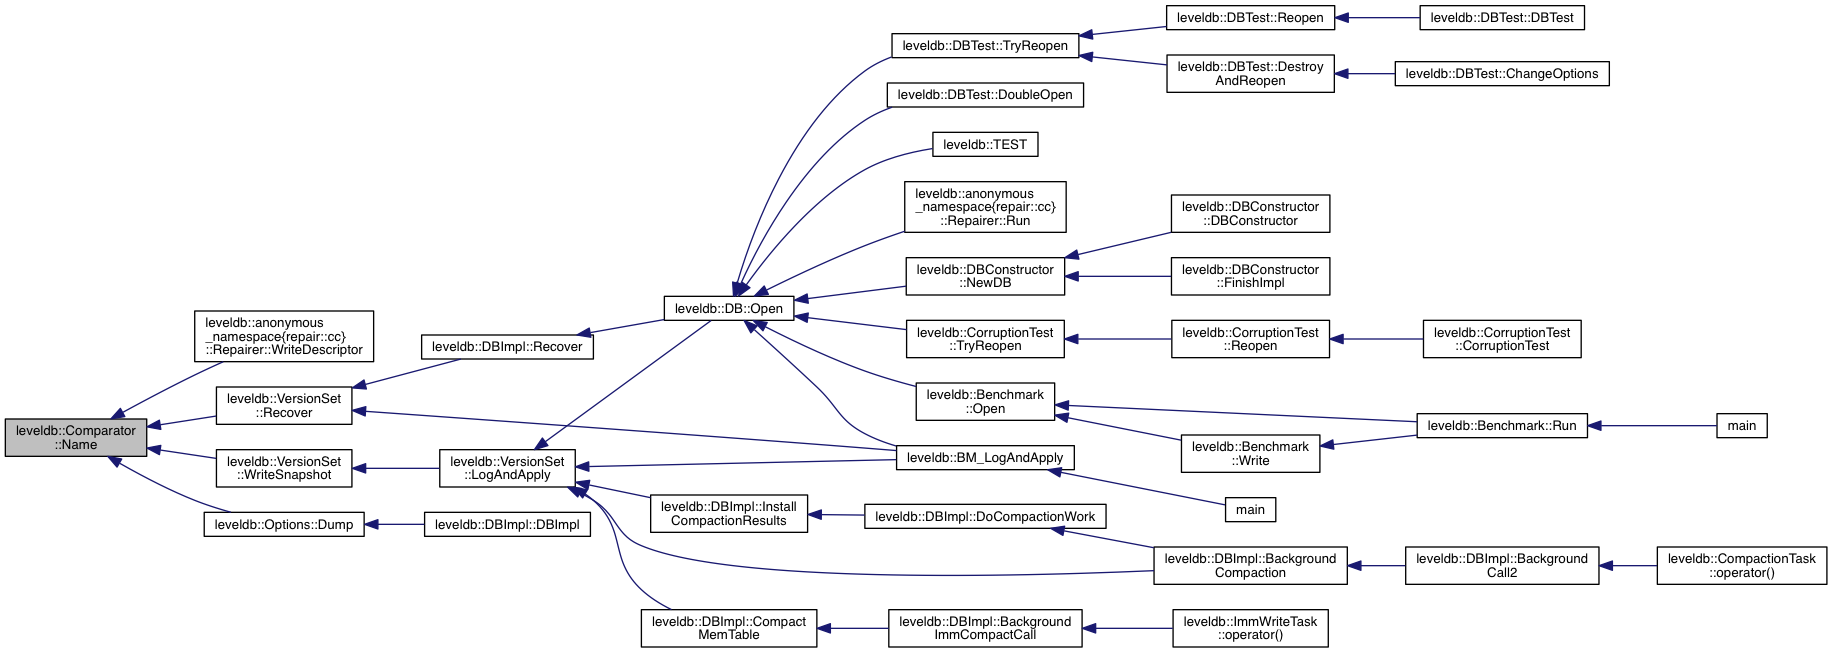 leveldb::Comparator
::Name
leveldb::anonymous
_namespace{repair::cc}
::Repairer::WriteDescriptor
leveldb::VersionSet
::Recover
leveldb::VersionSet
::WriteSnapshot
leveldb::Options::Dump
leveldb::DBImpl::Recover
leveldb::VersionSet
::LogAndApply
leveldb::DBImpl::DBImpl
leveldb::DB::Open
leveldb::DBImpl::Install
CompactionResults
leveldb::DBImpl::Compact
MemTable
leveldb::DBTest::TryReopen
leveldb::DBTest::DoubleOpen
leveldb::TEST
leveldb::anonymous
_namespace{repair::cc}
::Repairer::Run
leveldb::DBConstructor
::NewDB
leveldb::CorruptionTest
::TryReopen
leveldb::Benchmark
::Open
leveldb::BM_LogAndApply
leveldb::DBImpl::DoCompactionWork
leveldb::DBImpl::Background
ImmCompactCall
leveldb::DBTest::Reopen
leveldb::DBTest::Destroy
AndReopen
leveldb::DBConstructor
::DBConstructor
leveldb::DBConstructor
::FinishImpl
leveldb::CorruptionTest
::Reopen
leveldb::Benchmark
::Write
main
leveldb::DBImpl::Background
Compaction
leveldb::ImmWriteTask
::operator()
leveldb::DBTest::DBTest
leveldb::DBTest::ChangeOptions
leveldb::CorruptionTest
::CorruptionTest
leveldb::Benchmark::Run
leveldb::DBImpl::Background
Call2
main
leveldb::CompactionTask
::operator()